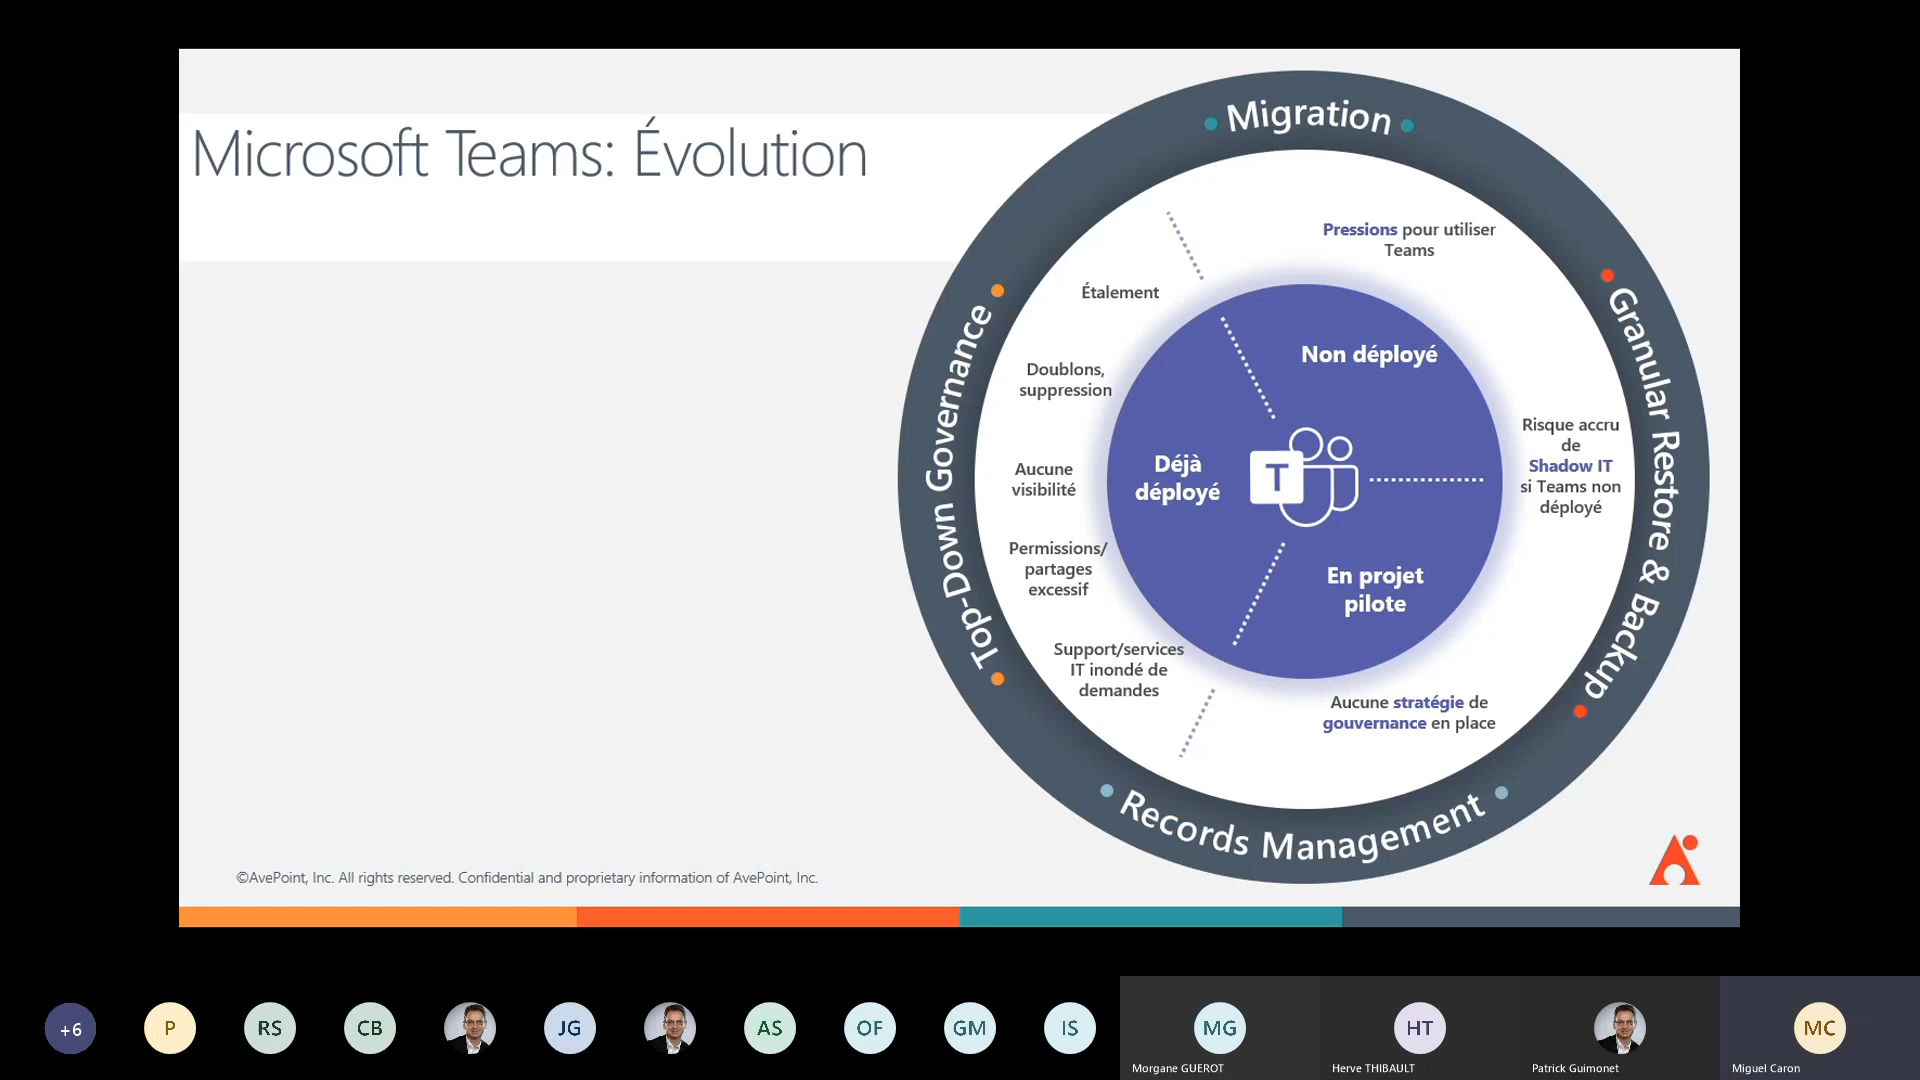 Microsoft Teams: Évolution
Migration
Granular Restore & Backup
Records Management
Top-Down Governance
Pressions pour utiliser
Teams
Risque accru
de
Shadow IT
si Teams non
déployé
Aucune stratégie de
gouvernance en place
Étalement
Doublons,
suppression
Aucune
visibilité
Permissions/
partages
excessif
Support/services
IT inondé de
demandes
Non déployé
Déjà
déployé
T
En projet
pilote
©AvePoint, Inc. All rights reserved. Confidential and proprietary information of AvePoint, Inc.
+6
P
RS
CB
JG
AS
OF
GM
IS
MG
Morgane GUEROT
HT
Herve THIBAULT
Patrick Guimonet
MC
Miguel Caron